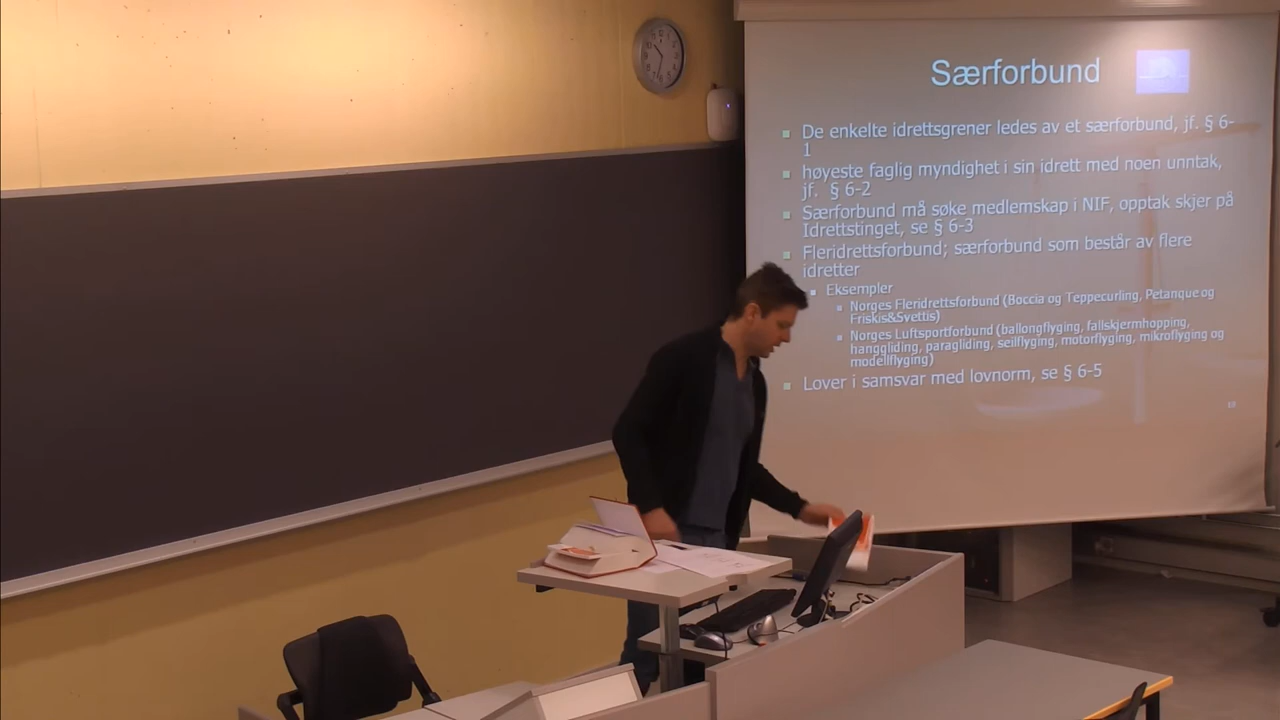 Særforbund
De enkelte idrettsgrener ledes av et særforbund, jf. § 6-
1
høyeste faglig myndighet i sin idrett med noen unntak,
jf. § 6-2
Særforbund må søke medlemskap i NIF, opptak skjer på
Idrettstinget, se § 6-3
Fleridrettsforbund; særforbund som består av flere
idretter
Eksempler
Norges Fleridrettsforbund (Boccia og Teppecurling, Petanque og
Friskis&Svettis)
Norges Luftsportforbund (ballongflyging, fallskjermhopping,
hanggliding, paragliding, seilflyging, motorflyging, mikroflyging og
modellflyging)
Lover i samsvar med lovnorm, se § 6-5